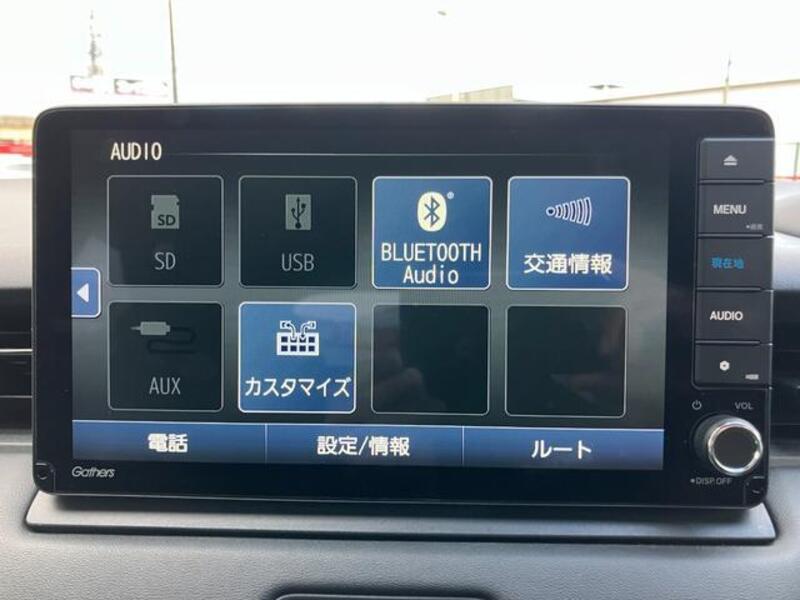 AUDIO
SD
SD
USB
BLUETOOTH
Audio
交通情報
AUX
カスタマイズ
電話
設定/情報
ルート
Gathers
MENU
現在地
AUDIO
VOL
DISP.OFF